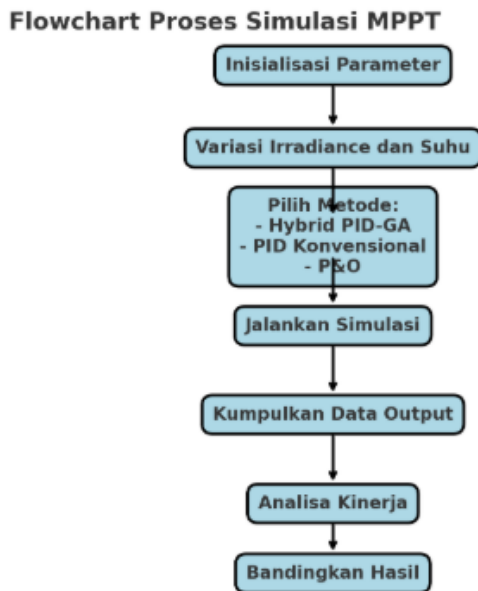 Flowchart Proses Simulasi MPPT
Inisialisasi Parameter
Variasi Irradiance dan Suhu
Pilih Metode:
- Hybrid PID-GA
- PID Konvensional
- P&O
Jalankan Simulasi
Kumpulkan Data Output
Analisa Kinerja
Bandingkan Hasil